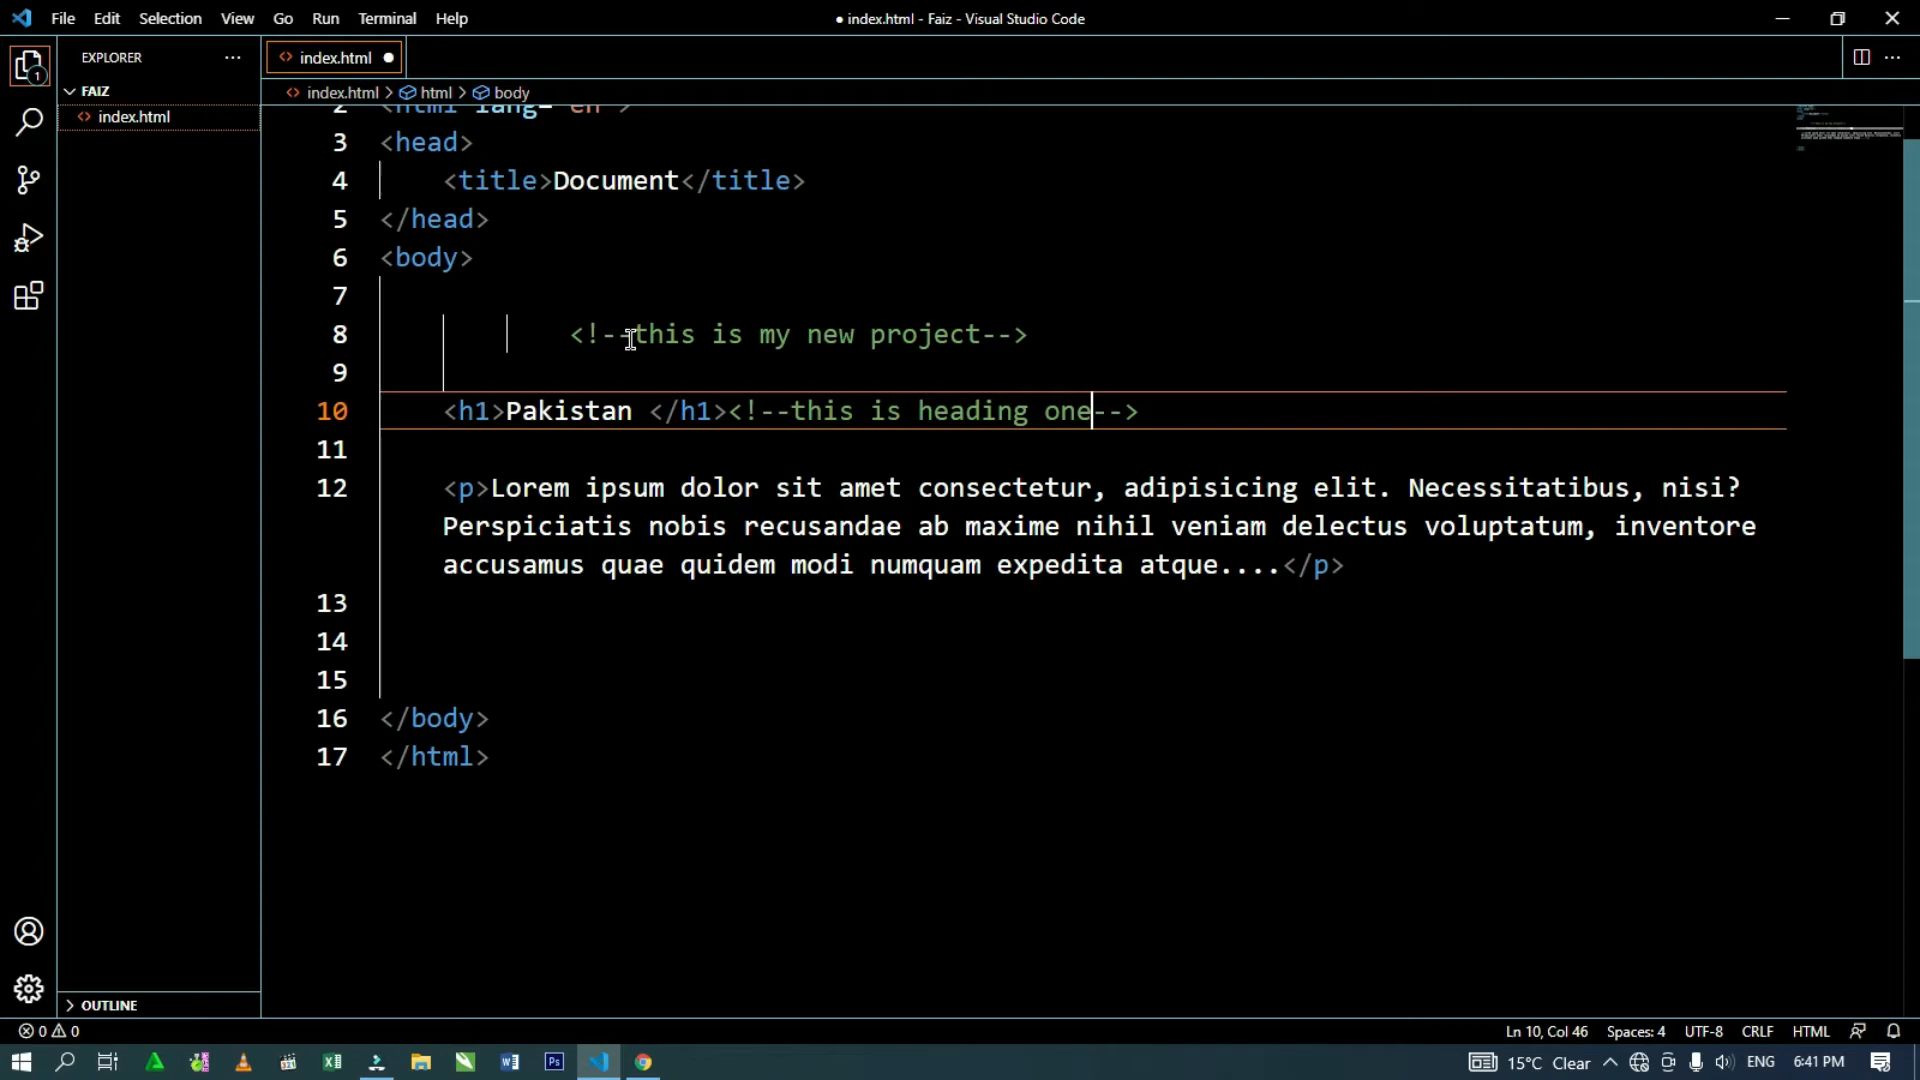 File Edit Selection View Go Run Terminal Help ● index.html - Faiz - Visual Studio Code
EXPLORER ··· <> index.html ●
1
FAIZ
<> index.html > html > body
<> index.html
2 <html lang="en">
3 <head>
4 <title>Document</title>
5 </head>
6 <body>
7
8 <!--this is my new project-->
9
10 <h1>Pakistan </h1><!--this is heading one-->
11
12 <p>Lorem ipsum dolor sit amet consectetur, adipisicing elit. Necessitatibus, nisi?
Perspiciatis nobis recusandae ab maxime nihil veniam delectus voluptatum, inventore
accusamus quae quidem modi numquam expedita atque....</p>
13
14
15
16 </body>
17 </html>
OUTLINE
0 0 Ln 10, Col 46 Spaces: 4 UTF-8 CRLF HTML
15°C Clear ENG 6:41 PM